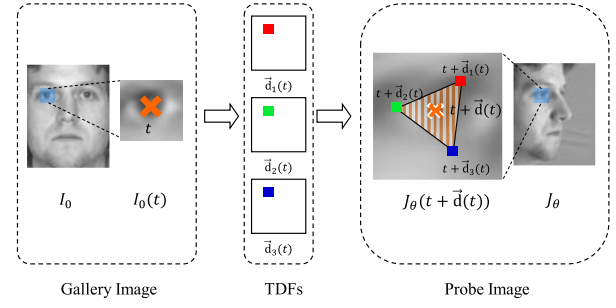 t
I₀
I₀(t)
Gallery Image
d⃗₁(t)
d⃗₂(t)
d⃗₃(t)
TDFs
t + d⃗₁(t)
t + d⃗₂(t)
t + d⃗(t)
t + d⃗₃(t)
J_θ(t + d⃗(t))
J_θ
Probe Image